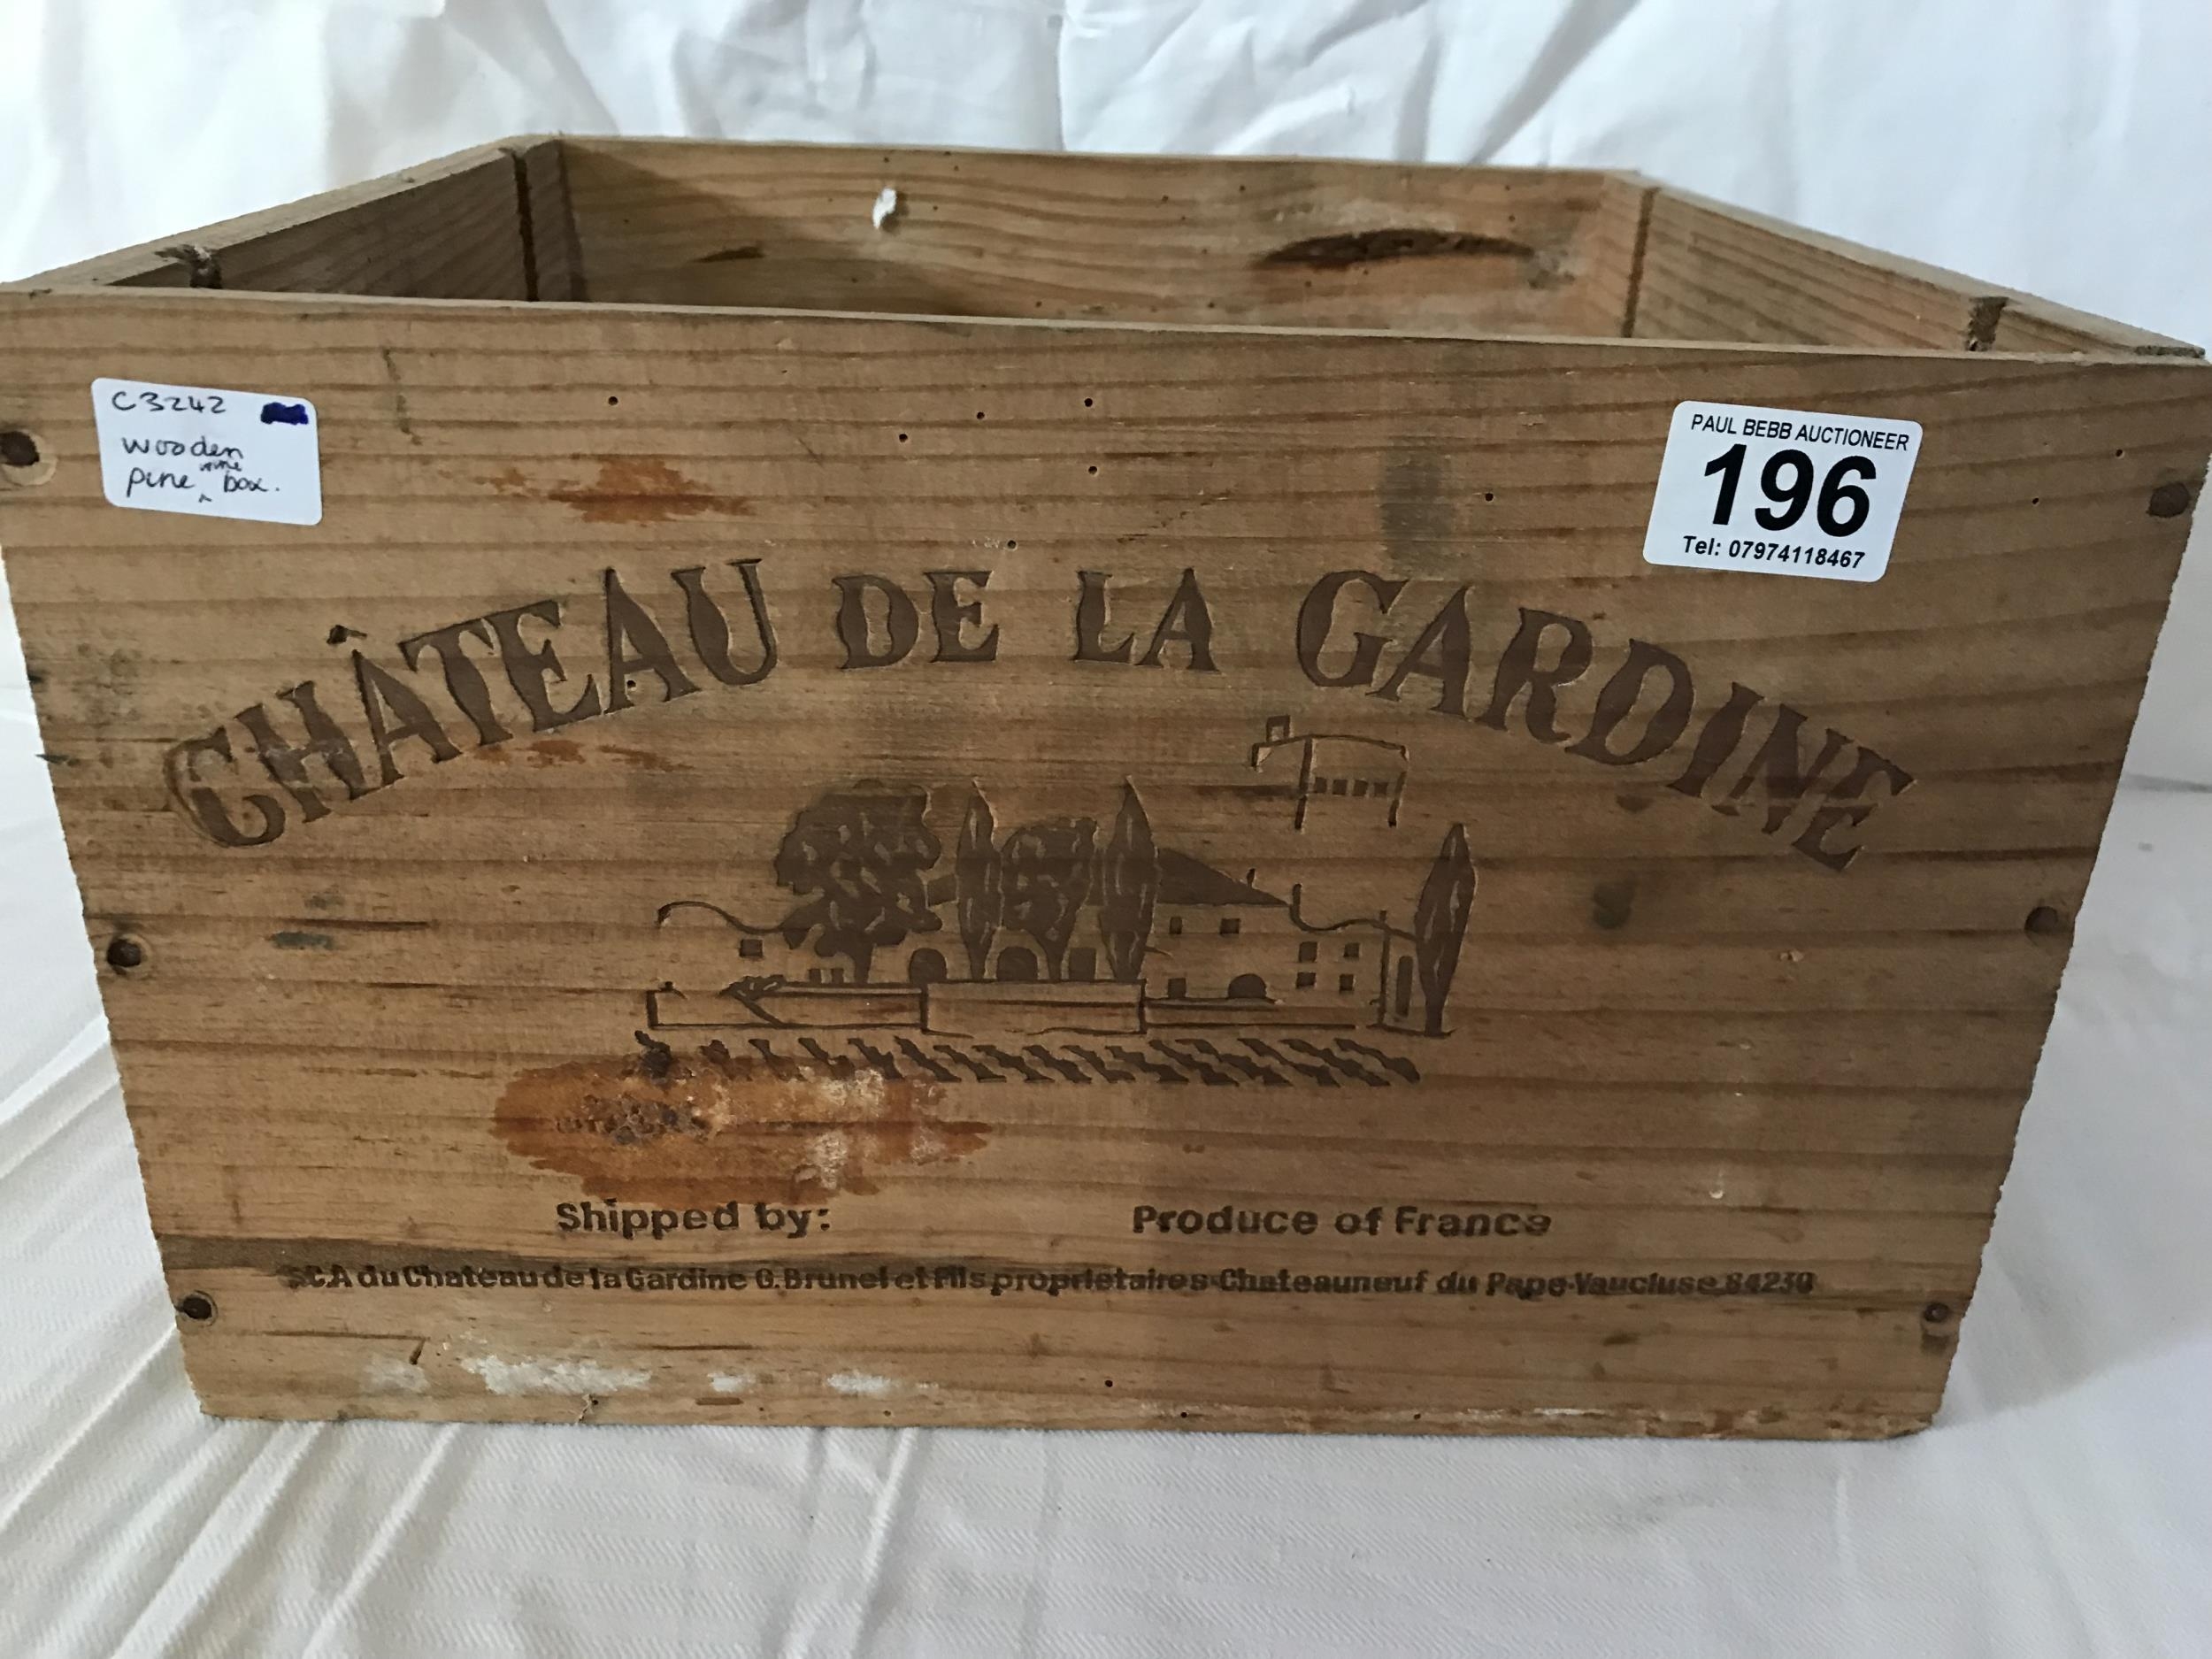 C3242
wooden
wine
pine ^ box.
PAUL BEBB AUCTIONEER
196
Tel: 07974118467
CHÂTEAU DE LA GARDINE
Shipped by: Produce of France
S.C.A du Chateau de la Gardine G. Brunel et Fils proprietaires-Chateauneuf du Pape-Vaucluse 84230